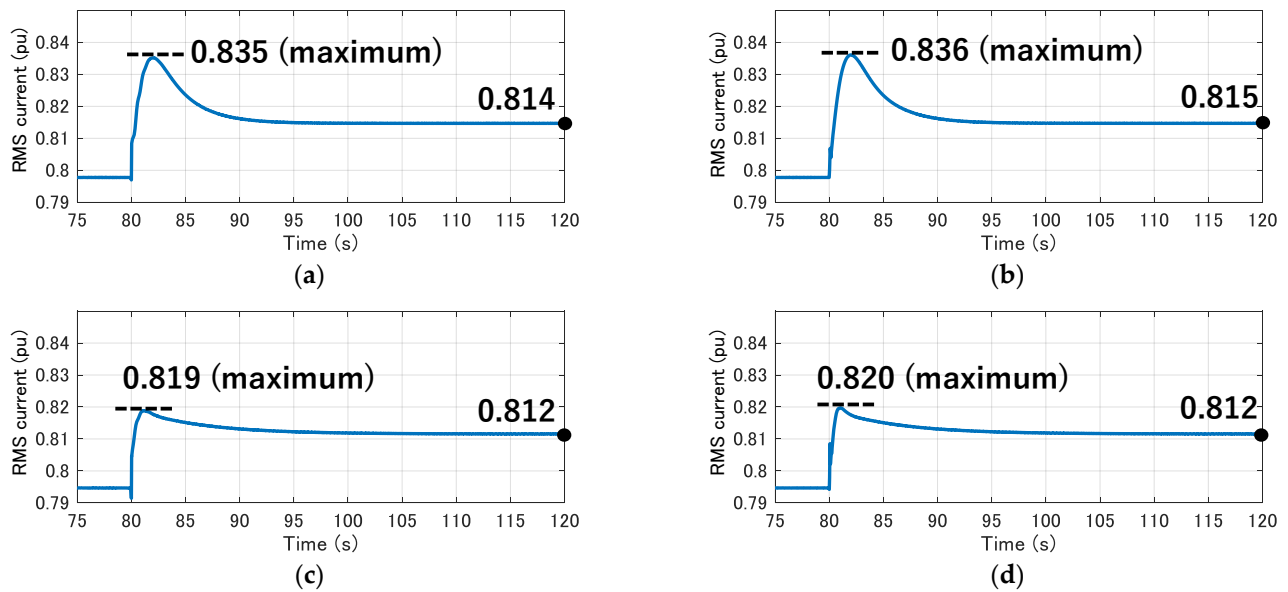 RMS current (pu)
0.84
0.83
0.82
0.81
0.8
0.79
0.835 (maximum)
0.814
75 80 85 90 95 100 105 110 115 120
Time (s)
(a)
RMS current (pu)
0.84
0.83
0.82
0.81
0.8
0.79
0.836 (maximum)
0.815
75 80 85 90 95 100 105 110 115 120
Time (s)
(b)
RMS current (pu)
0.84
0.83
0.82
0.81
0.8
0.79
0.819 (maximum)
0.812
75 80 85 90 95 100 105 110 115 120
Time (s)
(c)
RMS current (pu)
0.84
0.83
0.82
0.81
0.8
0.79
0.820 (maximum)
0.812
75 80 85 90 95 100 105 110 115 120
Time (s)
(d)